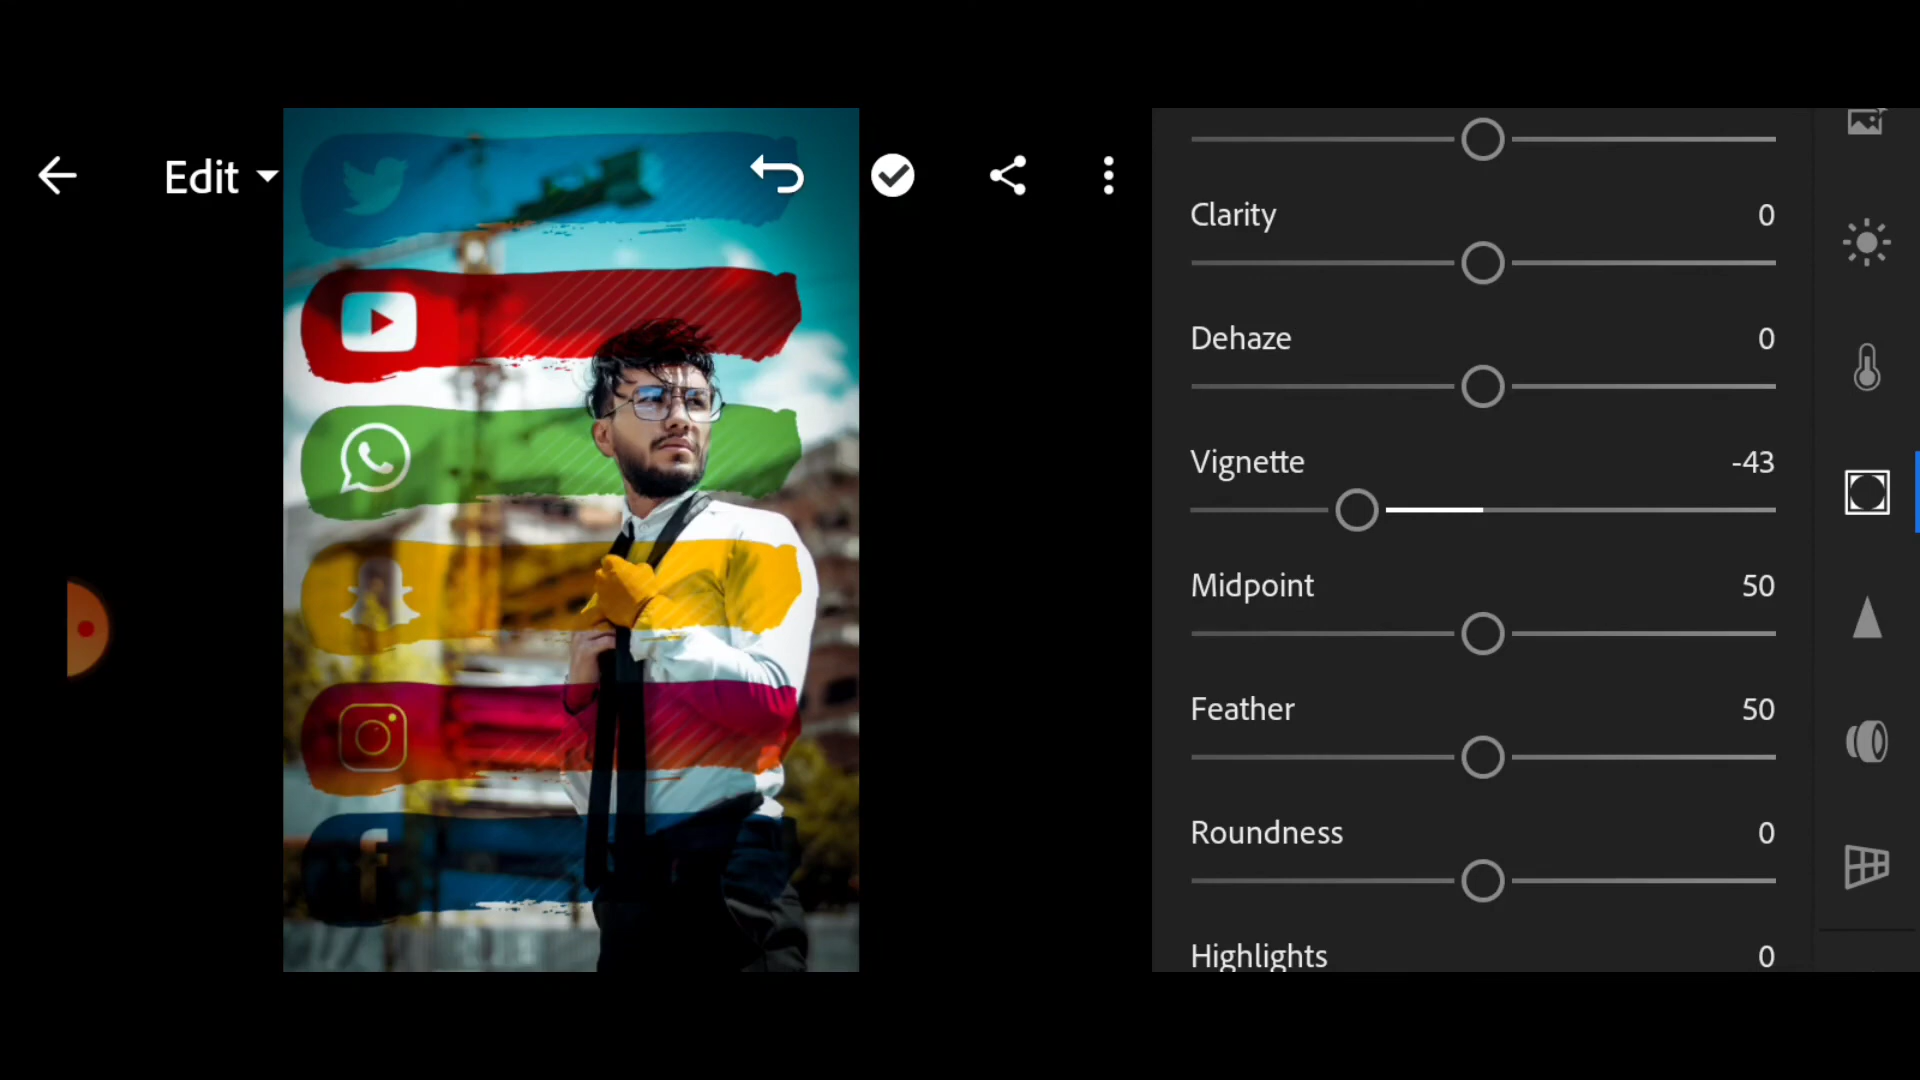 Edit
Clarity 0
Dehaze 0
Vignette -43
Midpoint 50
Feather 50
Roundness 0
Highlights 0